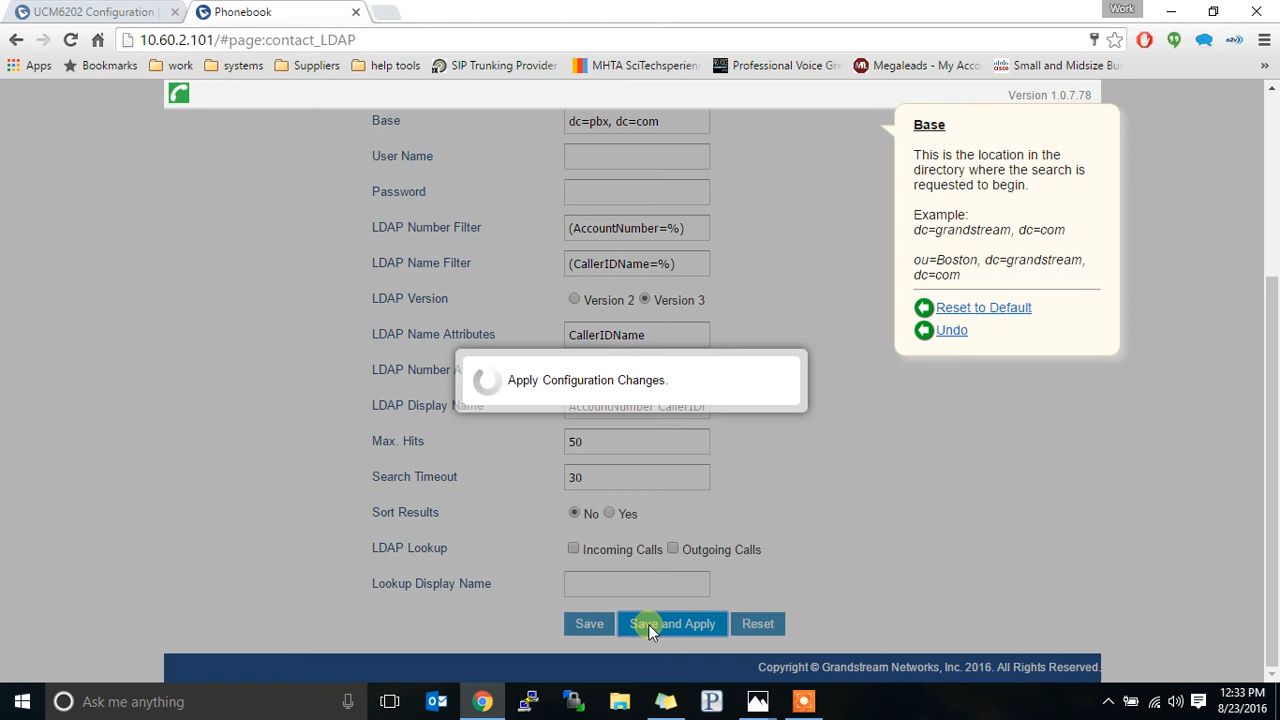 UCM6202 Configuration
Phonebook
Work
10.60.2.101/#page:contact_LDAP
Apps Bookmarks work systems Suppliers help tools SIP Trunking Provider MHTA SciTechsperien Professional Voice Gre Megaleads - My Acco Small and Midsize Bus »
Version 1.0.7.78
Base dc=pbx, dc=com
User Name
Password
LDAP Number Filter (AccountNumber=%)
LDAP Name Filter (CallerIDName=%)
LDAP Version Version 2 Version 3
LDAP Name Attributes CallerIDName
LDAP Number A
Apply Configuration Changes.
LDAP Display Name AccountNumber CallerIDN
Max. Hits 50
Search Timeout 30
Sort Results No Yes
LDAP Lookup Incoming Calls Outgoing Calls
Lookup Display Name
Save Save and Apply Reset
Base
This is the location in the
directory where the search is
requested to begin.
Example:
dc=grandstream, dc=com
ou=Boston, dc=grandstream,
dc=com
Reset to Default
Undo
Copyright © Grandstream Networks, Inc. 2016. All Rights Reserved.
Ask me anything
12:33 PM
8/23/2016